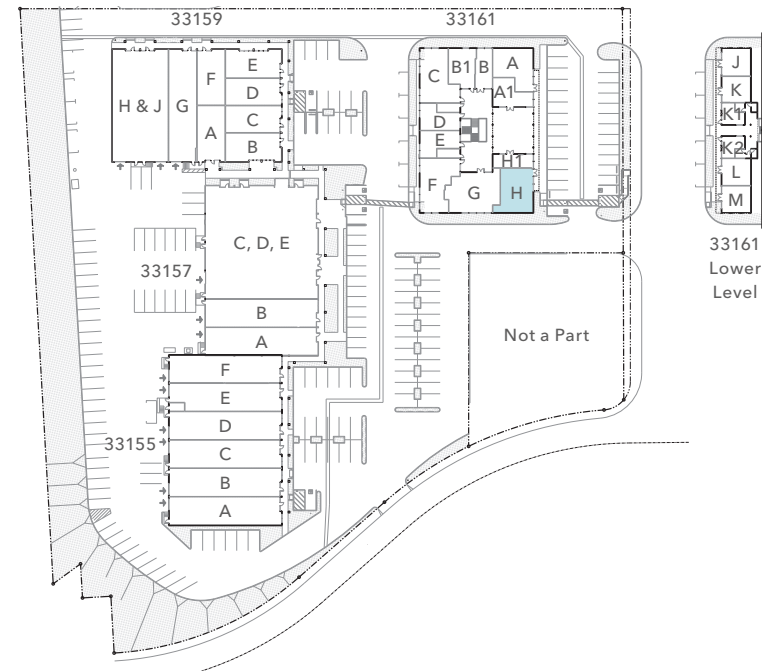 33159
H & J
G
F
A
E
D
C
B
33161
C
B1
B
A
A1
D
E
F
G
H1
H
J
K
K1
K2
L
M
33161
Lower
Level
33157
C, D, E
B
A
Not a Part
33155
F
E
D
C
B
A